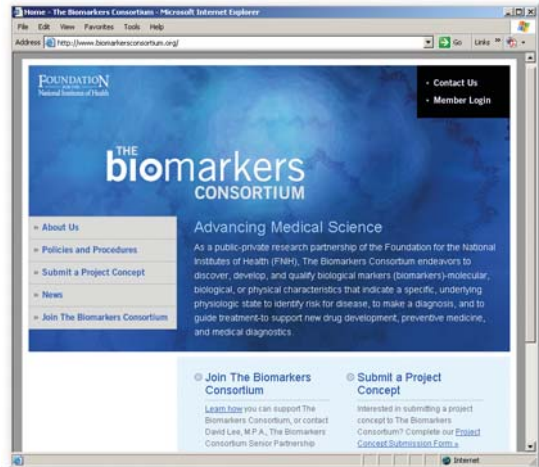 Home - The Biomarkers Consortium - Microsoft Internet Explorer
File Edit View Favorites Tools Help
Address http://www.biomarkersconsortium.org/ Go Links »
FOUNDATION
FOR THE
National Institutes of Health
• Contact Us
• Member Login
THE
biomarkers
CONSORTIUM
» About Us
» Policies and Procedures
» Submit a Project Concept
» News
» Join The Biomarkers Consortium
Advancing Medical Science
As a public-private research partnership of the Foundation for the National
Institutes of Health (FNIH), The Biomarkers Consortium endeavors to
discover, develop, and qualify biological markers (biomarkers)-molecular,
biological, or physical characteristics that indicate a specific, underlying
physiologic state to identify risk for disease, to make a diagnosis, and to
guide treatment-to support new drug development, preventive medicine,
and medical diagnostics.
Join The Biomarkers
Consortium
Learn how you can support The
Biomarkers Consortium, or contact
David Lee, M.P.A., The Biomarkers
Consortium Senior Partnership
Submit a Project
Concept
Interested in submitting a project
concept to The Biomarkers
Consortium? Complete our Project
Concept Submission Form »
Internet